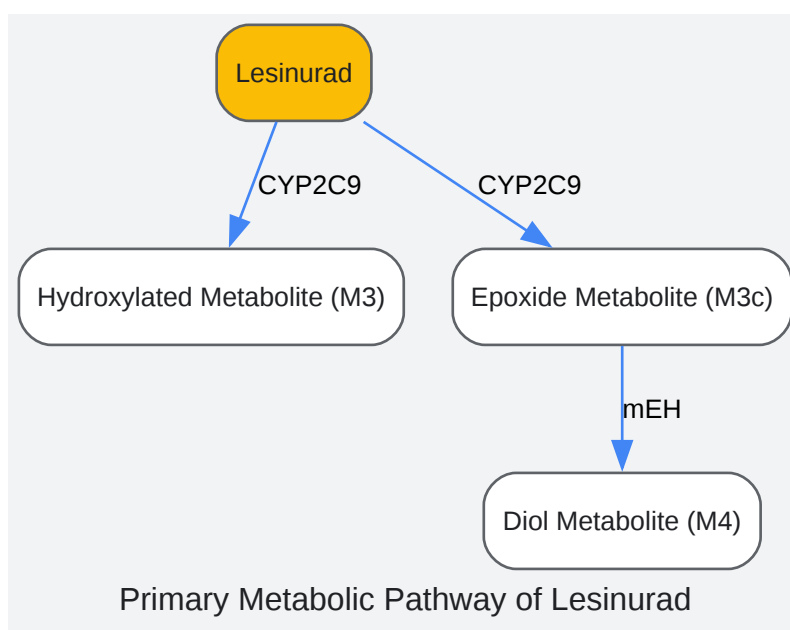 Lesinurad
CYP2C9
CYP2C9
Hydroxylated Metabolite (M3)
Epoxide Metabolite (M3c)
mEH
Diol Metabolite (M4)
Primary Metabolic Pathway of Lesinurad